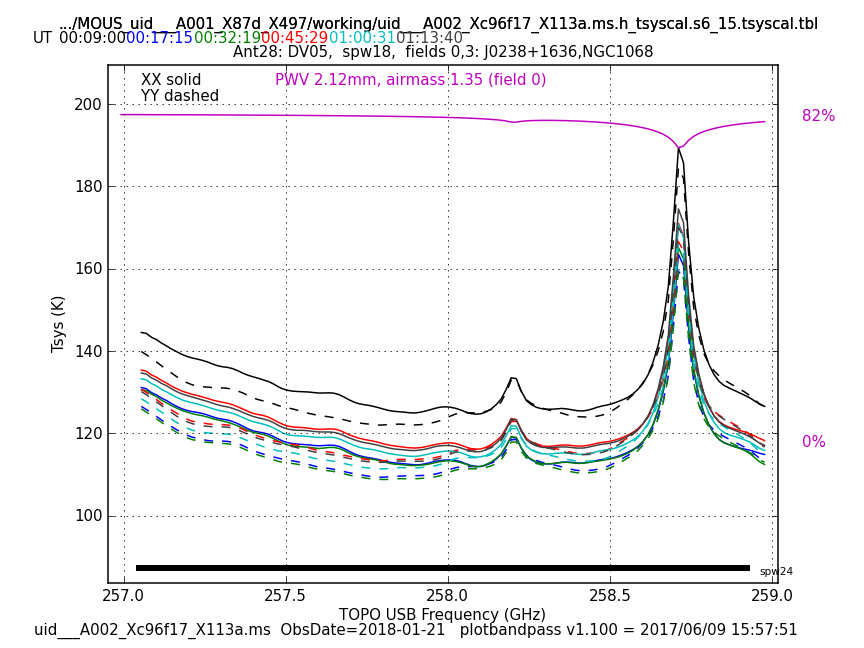 .../MOUS_uid___A001_X87d_X497/working/uid___A002_Xc96f17_X113a.ms.h_tsyscal.s6_15.tsyscal.tbl
UT 00:09:00 00:17:15 00:32:19 00:45:29 01:00:31 01:13:40
Ant28: DV05, spw18, fields 0,3: J0238+1636,NGC1068
XX solid
PWV 2.12mm, airmass 1.35 (field 0)
YY dashed
200
82%
180
160
Tsys (K)
140
120
0%
100
spw24
257.0 257.5 258.0 258.5 259.0
TOPO USB Frequency (GHz)
uid___A002_Xc96f17_X113a.ms ObsDate=2018-01-21 plotbandpass v1.100 = 2017/06/09 15:57:51